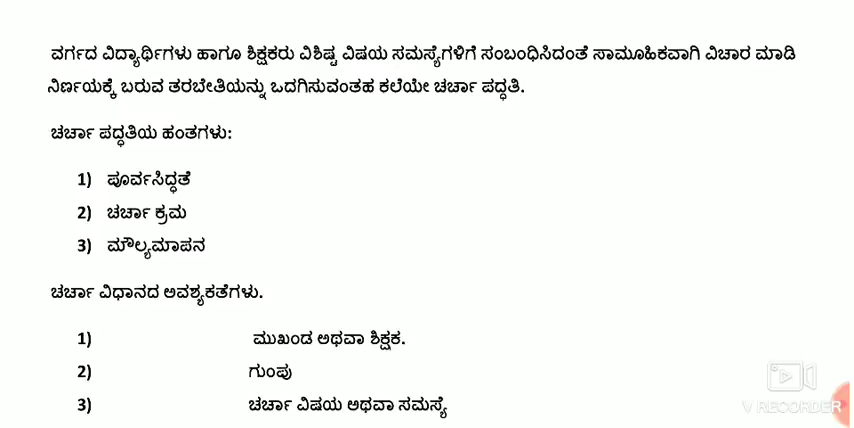 ವರ್ಗದ ವಿದ್ಯಾರ್ಥಿಗಳು ಹಾಗೂ ಶಿಕ್ಷಕರು ವಿಶಿಷ್ಟ ವಿಷಯ ಸಮಸ್ಯೆಗಳಿಗೆ ಸಂಬಂಧಿಸಿದಂತೆ ಸಾಮೂಹಿಕವಾಗಿ ವಿಚಾರ ಮಾಡಿ
ನಿರ್ಣಯಕ್ಕೆ ಬರುವ ತರಬೇತಿಯನ್ನು ಒದಗಿಸುವಂತಹ ಕಲೆಯೇ ಚರ್ಚಾ ಪದ್ಧತಿ.
ಚರ್ಚಾ ಪದ್ಧತಿಯ ಹಂತಗಳು:
1) ಪೂರ್ವಸಿದ್ಧತೆ
2) ಚರ್ಚಾ ಕ್ರಮ
3) ಮೌಲ್ಯಮಾಪನ
ಚರ್ಚಾ ವಿಧಾನದ ಅವಶ್ಯಕತೆಗಳು.
1) ಮುಖಂಡ ಅಥವಾ ಶಿಕ್ಷಕ.
2) ಗುಂಪು
3) ಚರ್ಚಾ ವಿಷಯ ಅಥವಾ ಸಮಸ್ಯೆ
V RECORDER